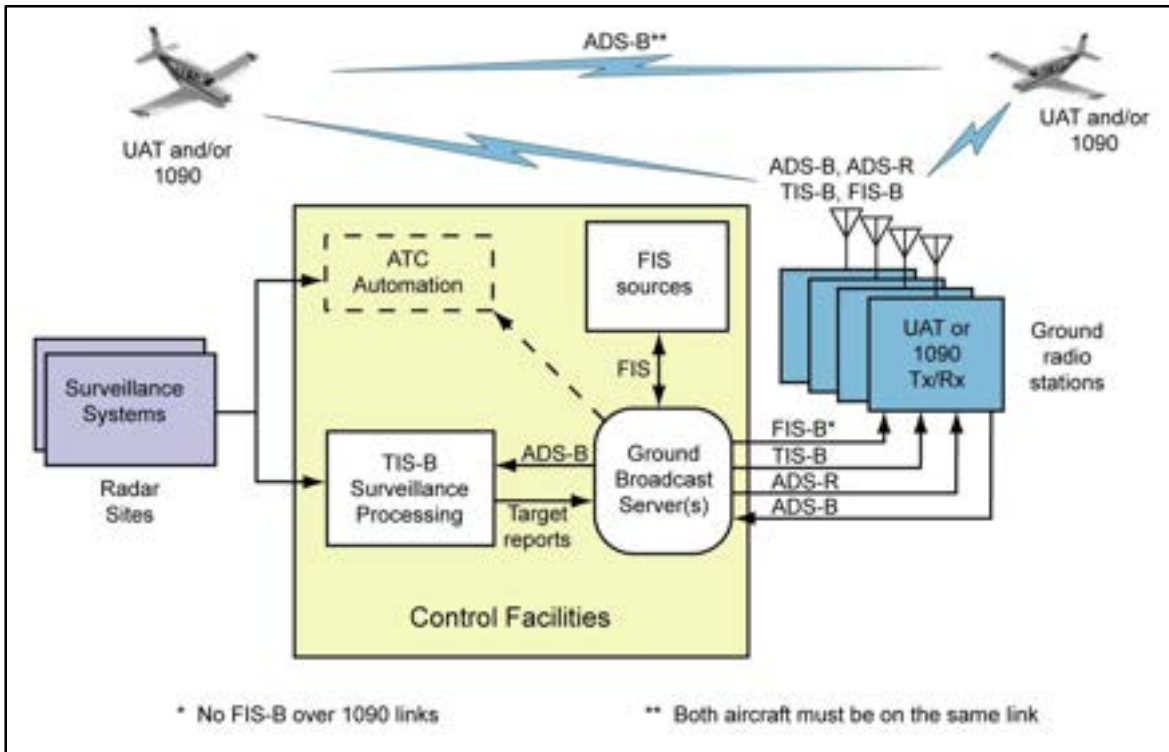 ADS-B**
UAT and/or
1090
UAT and/or
1090
ADS-B, ADS-R
TIS-B, FIS-B
ATC
Automation
FIS
sources
UAT or
1090
Tx/Rx
Ground
radio
stations
Surveillance
Systems
Radar
Sites
FIS
TIS-B
Surveillance
Processing
ADS-B
Target
reports
Ground
Broadcast
Server(s)
FIS-B*
TIS-B
ADS-R
ADS-B
Control Facilities
* No FIS-B over 1090 links
** Both aircraft must be on the same link